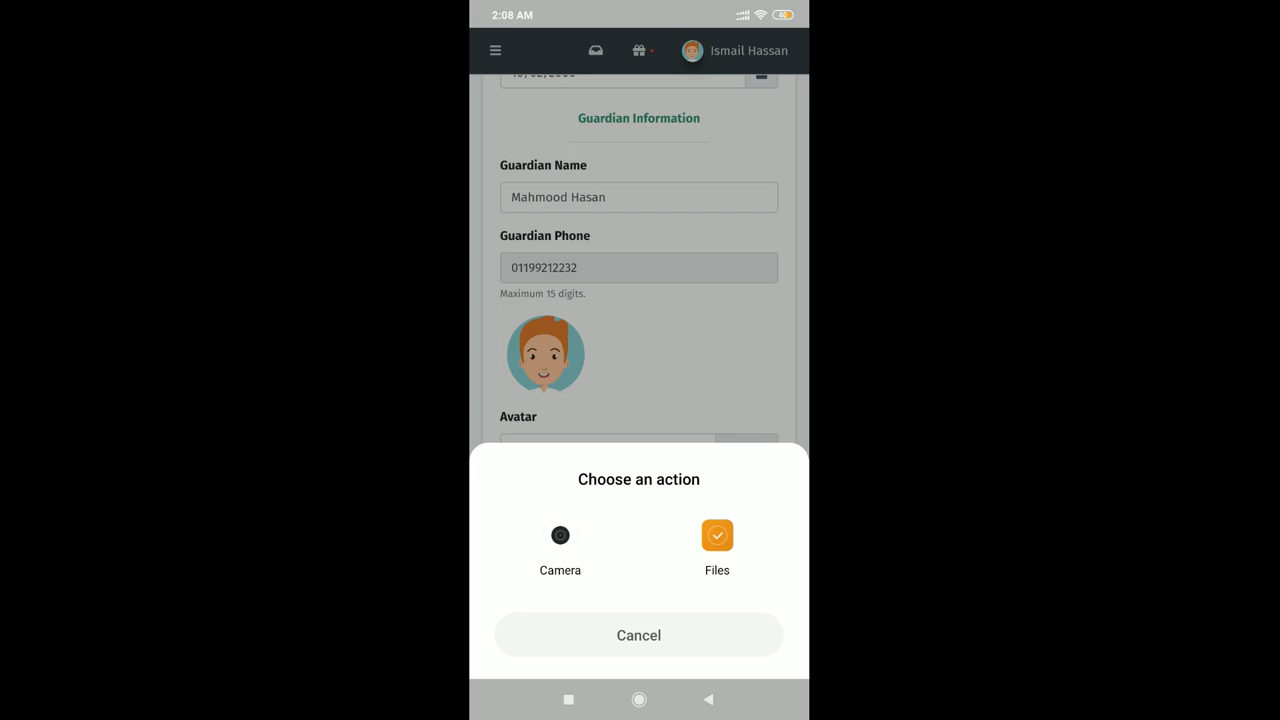 2:08 AM
40
Ismail Hassan
Guardian Information
Guardian Name
Mahmood Hasan
Guardian Phone
01199212232
Maximum 15 digits.
Avatar
Choose an action
Camera
Files
Cancel